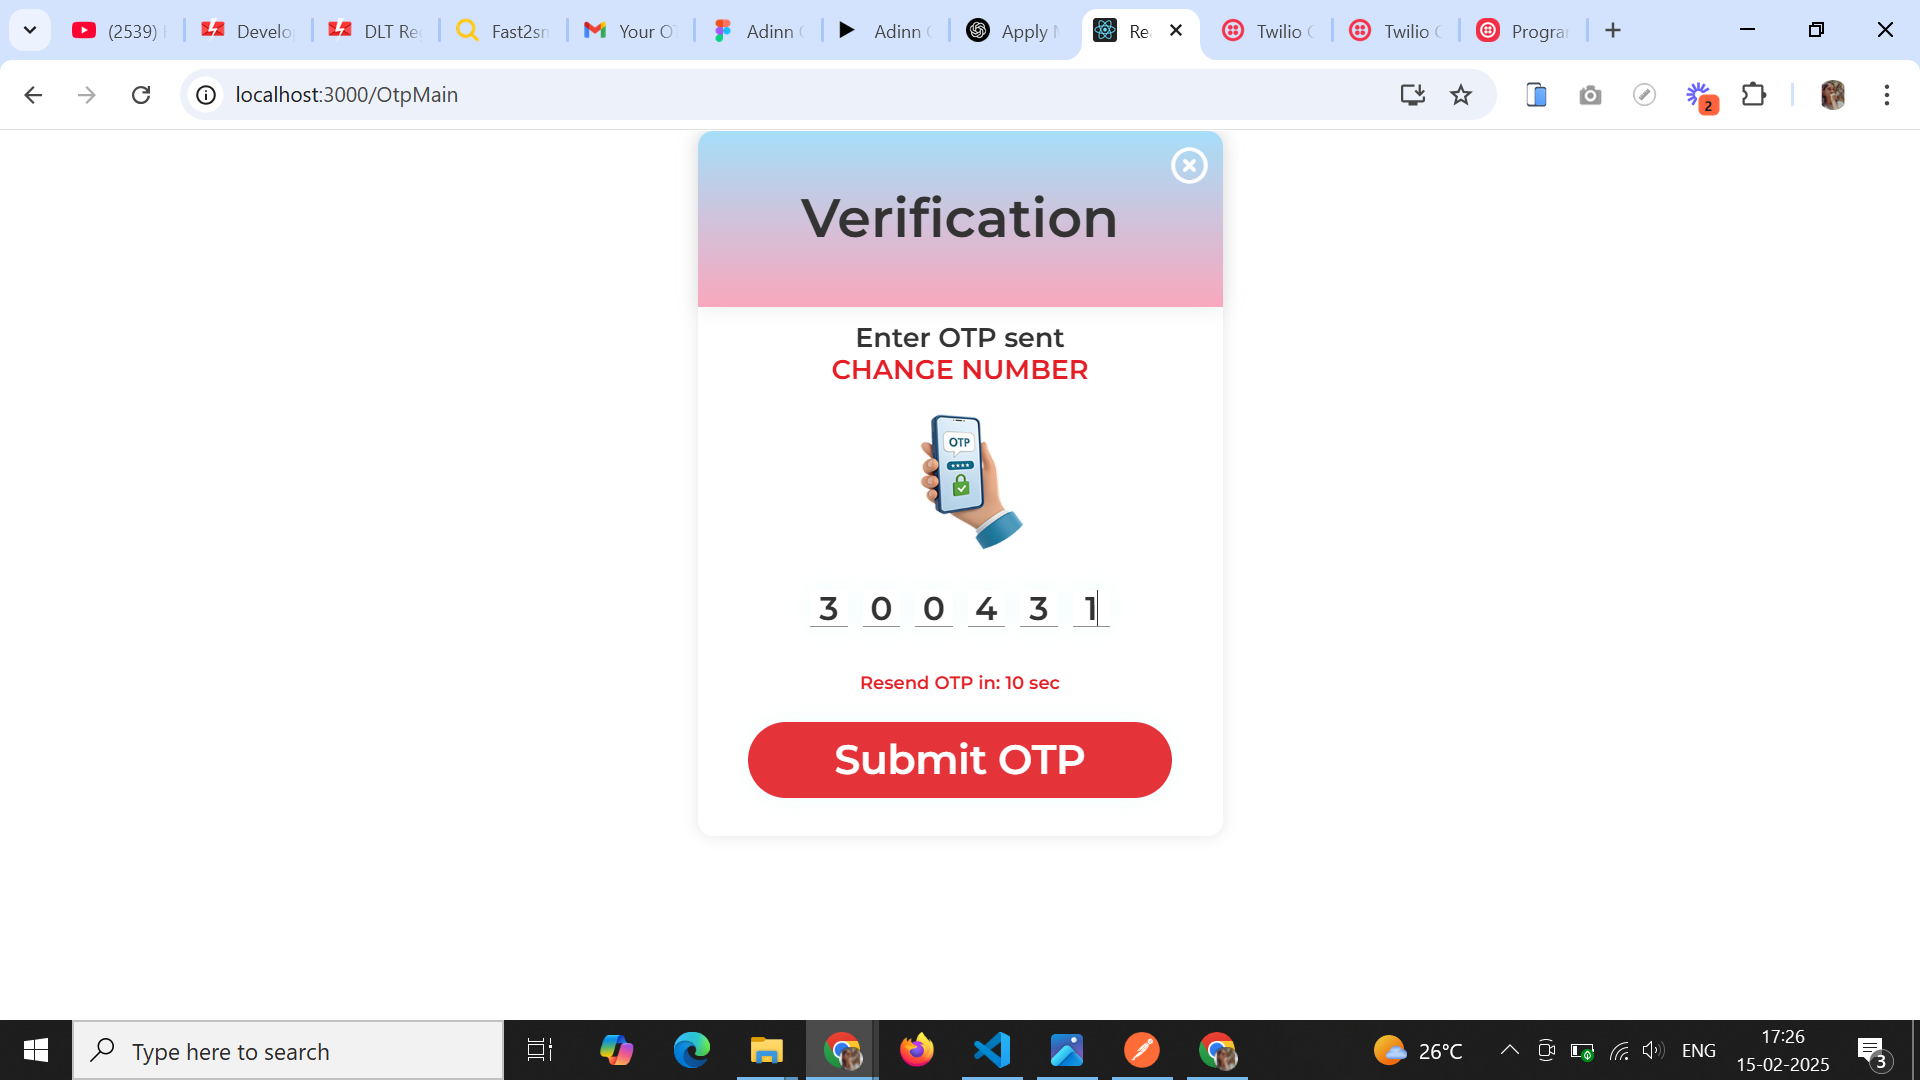 (2539)
Develo
DLT Re
Fast2sm
Your O
Adinn
Adinn
Apply
Rea
Twilio
Twilio
Progra
localhost:3000/OtpMain
2
Verification
Enter OTP sent
CHANGE NUMBER
OTP
****
3 0 0 4 3 1
Resend OTP in: 10 sec
Submit OTP
Type here to search
26°C
ENG
17:26
15-02-2025
3